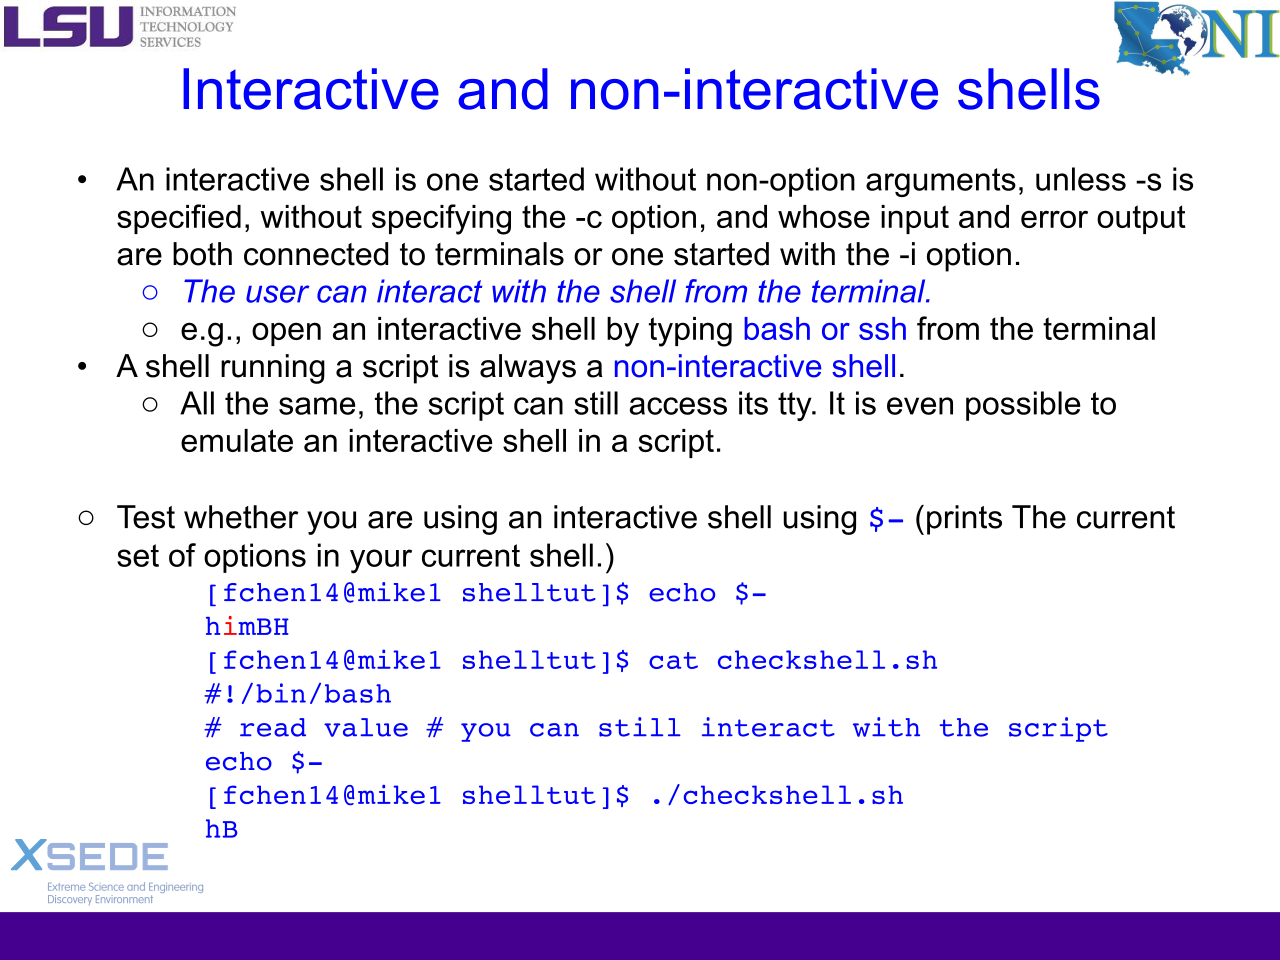 LSU INFORMATION
TECHNOLOGY
SERVICES
LONI
Interactive and non-interactive shells
• An interactive shell is one started without non-option arguments, unless -s is
specified, without specifying the -c option, and whose input and error output
are both connected to terminals or one started with the -i option.
○ The user can interact with the shell from the terminal.
○ e.g., open an interactive shell by typing bash or ssh from the terminal
• A shell running a script is always a non-interactive shell.
○ All the same, the script can still access its tty. It is even possible to
emulate an interactive shell in a script.
○ Test whether you are using an interactive shell using $- (prints The current
set of options in your current shell.)
[fchen14@mike1 shelltut]$ echo $-
himBH
[fchen14@mike1 shelltut]$ cat checkshell.sh
#!/bin/bash
# read value # you can still interact with the script
echo $-
[fchen14@mike1 shelltut]$ ./checkshell.sh
hB
XSEDE
Extreme Science and Engineering
Discovery Environment